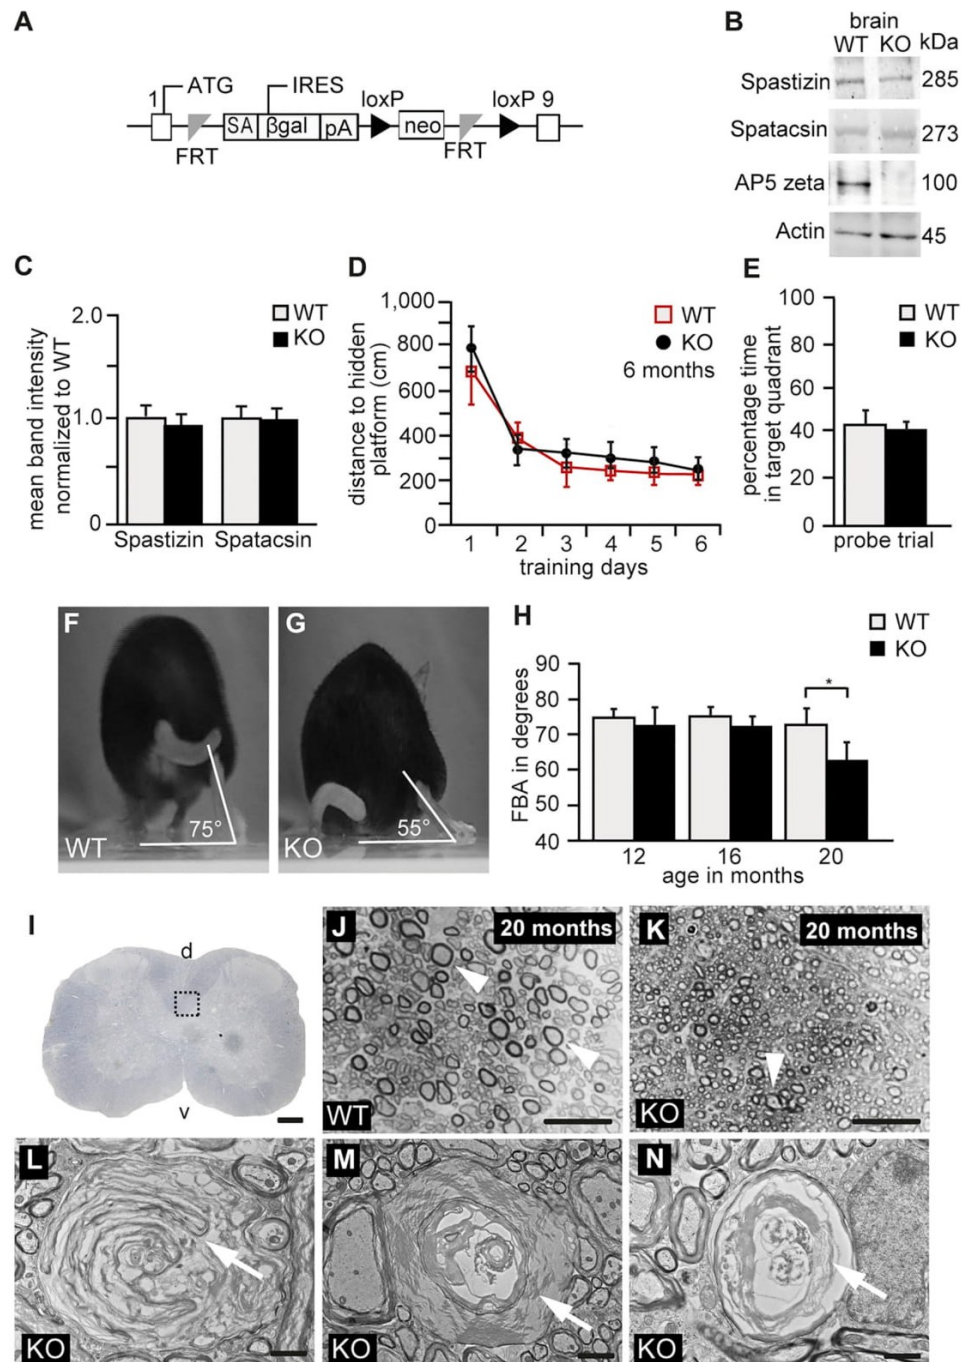 A
1 ATG IRES loxP loxP 9
SA βgal pA neo
FRT FRT
B
brain
WT KO kDa
Spastizin 285
Spatacsin 273
AP5 zeta 100
Actin 45
C
mean band intensity
normalized to WT
2.0
1.0
0
WT
KO
Spastizin Spatacsin
D
distance to hidden
platform (cm)
1,000
800
600
400
200
0
WT
KO
6 months
1 2 3 4 5 6
training days
E
percentage time
in target quadrant
100
80
60
40
20
0
WT
KO
probe trial
F
75°
WT
G
55°
KO
H
WT
KO
FBA in degrees
90
80
70
60
50
40
*
12 16 20
age in months
I
d
v
J
20 months
WT
K
20 months
KO
L
KO
M
KO
N
KO